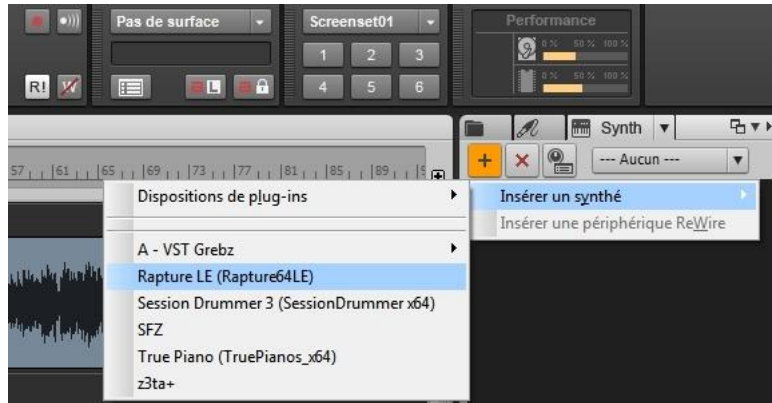 Pas de surface
Screenset01
Performance
1 2 3
0 % 50 % 100 %
R! W
L
4 5 6
0 % 50 % 100 %
Synth
57 61 65 69 73 77 81 85 89
--- Aucun ---
Dispositions de plug-ins
Insérer un synthé
Insérer une périphérique ReWire
A - VST Grebz
Rapture LE (Rapture64LE)
Session Drummer 3 (SessionDrummer x64)
SFZ
True Piano (TruePianos_x64)
z3ta+